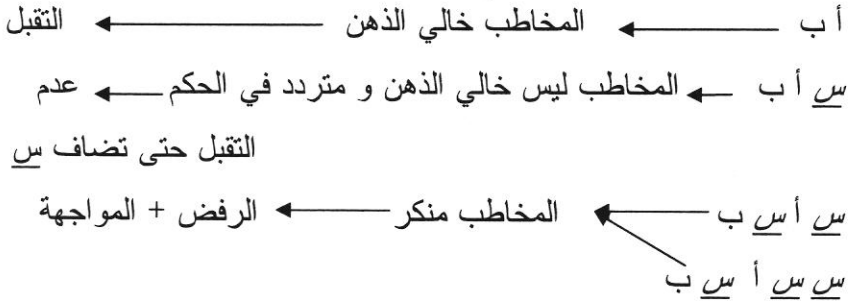 أ ب ← المخاطب خالي الذهن ← التقبل
س أ ب ← المخاطب ليس خالي الذهن و متردد في الحكم ← عدم
التقبل حتى تضاف س
س أ س ب ← المخاطب منكر ← الرفض + المواجهة
س س أ س ب